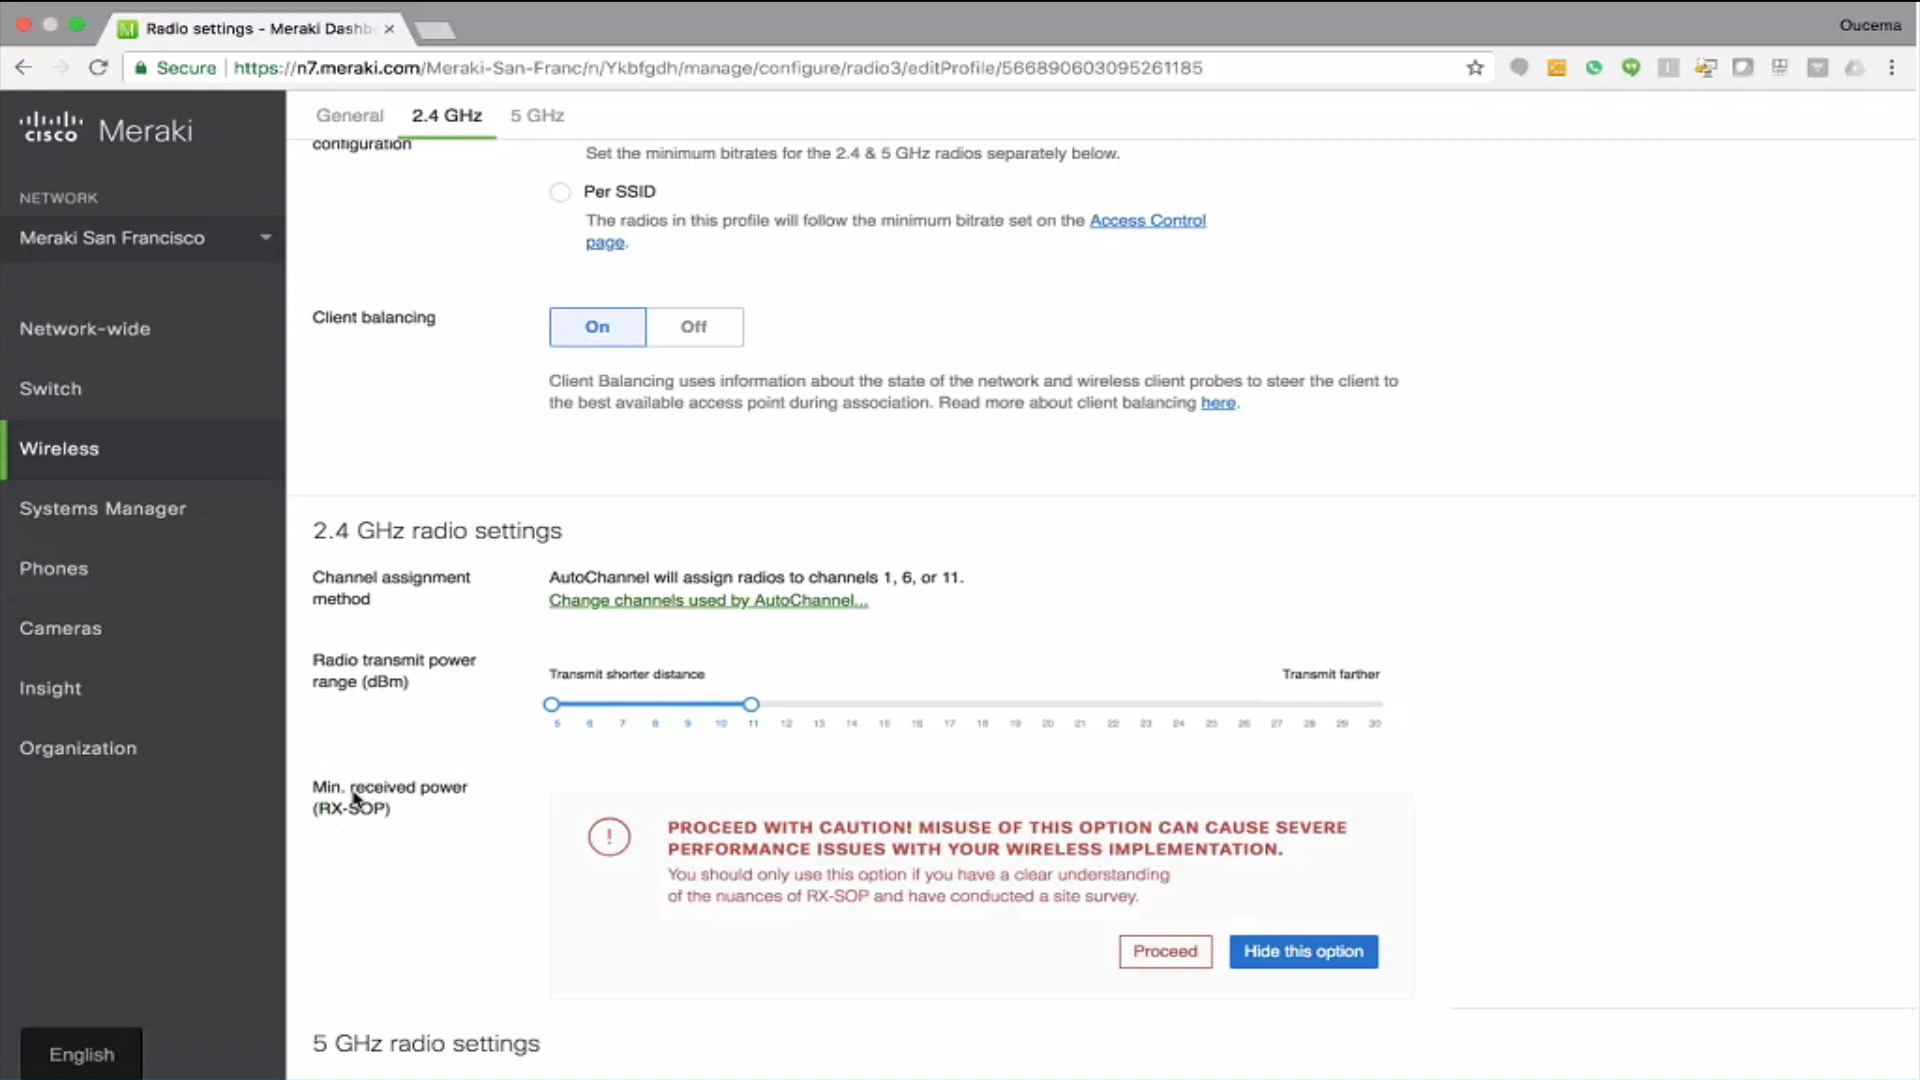 Radio settings - Meraki Dashb
Oucema
Secure https://n7.meraki.com/Meraki-San-Franc/n/Ykbfgdh/manage/configure/radio3/editProfile/566890603095261185
CISCO Meraki
General 2.4 GHz 5 GHz
configuration
Set the minimum bitrates for the 2.4 & 5 GHz radios separately below.
Per SSID
The radios in this profile will follow the minimum bitrate set on the Access Control
page.
NETWORK
Meraki San Francisco
Network-wide
Switch
Wireless
Systems Manager
Phones
Cameras
Insight
Organization
English
Client balancing
On Off
Client Balancing uses information about the state of the network and wireless client probes to steer the client to
the best available access point during association. Read more about client balancing here.
2.4 GHz radio settings
Channel assignment
method
AutoChannel will assign radios to channels 1, 6, or 11.
Change channels used by AutoChannel...
Radio transmit power
range (dBm)
Transmit shorter distance Transmit farther
5 6 7 8 9 10 11 12 13 14 15 16 17 18 19 20 21 22 23 24 25 26 27 28 29 30
Min. received power
(RX-SOP)
! PROCEED WITH CAUTION! MISUSE OF THIS OPTION CAN CAUSE SEVERE
PERFORMANCE ISSUES WITH YOUR WIRELESS IMPLEMENTATION.
You should only use this option if you have a clear understanding
of the nuances of RX-SOP and have conducted a site survey.
Proceed Hide this option
5 GHz radio settings